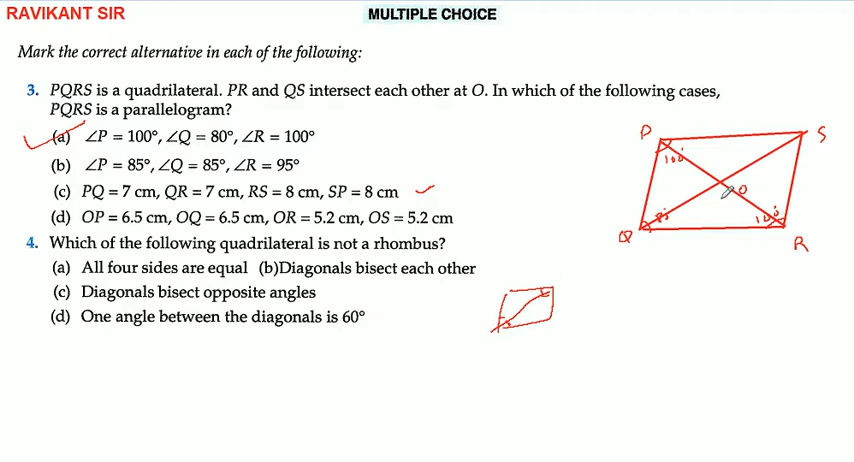 RAVIKANT SIR
MULTIPLE CHOICE
Mark the correct alternative in each of the following:
3. PQRS is a quadrilateral. PR and QS intersect each other at O. In which of the following cases,
PQRS is a parallelogram?
(a) ∠P = 100°, ∠Q = 80°, ∠R = 100°
(b) ∠P = 85°, ∠Q = 85°, ∠R = 95°
(c) PQ = 7 cm, QR = 7 cm, RS = 8 cm, SP = 8 cm
(d) OP = 6.5 cm, OQ = 6.5 cm, OR = 5.2 cm, OS = 5.2 cm
4. Which of the following quadrilateral is not a rhombus?
(a) All four sides are equal (b)Diagonals bisect each other
(c) Diagonals bisect opposite angles
(d) One angle between the diagonals is 60°
P
S
100°
O
100°
Q
R